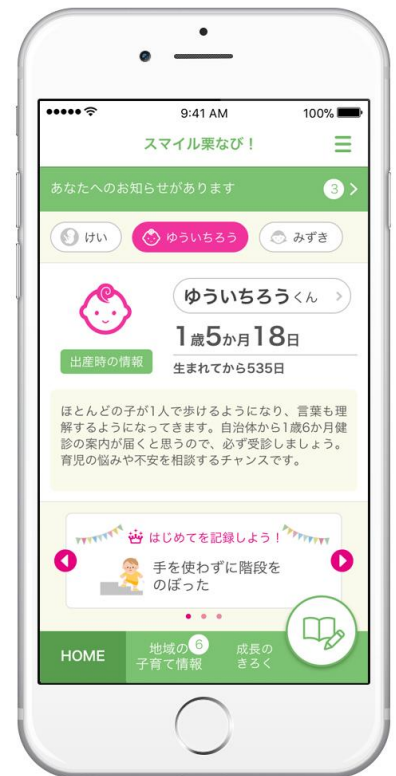 9:41 AM
100%
スマイル栗なび！
あなたへのお知らせがあります
3
けい
ゆういちろう
みずき
ゆういちろうくん
1歳5か月18日
出産時の情報
生まれてから535日
ほとんどの子が1人で歩けるようになり、言葉も理
解するようになってきます。自治体から1歳6か月健
診の案内が届くと思うので、必ず受診しましょう。
育児の悩みや不安を相談するチャンスです。
はじめてを記録しよう！
手を使わずに階段を
のぼった
HOME
地域の
6
子育て情報
成長の
きろく